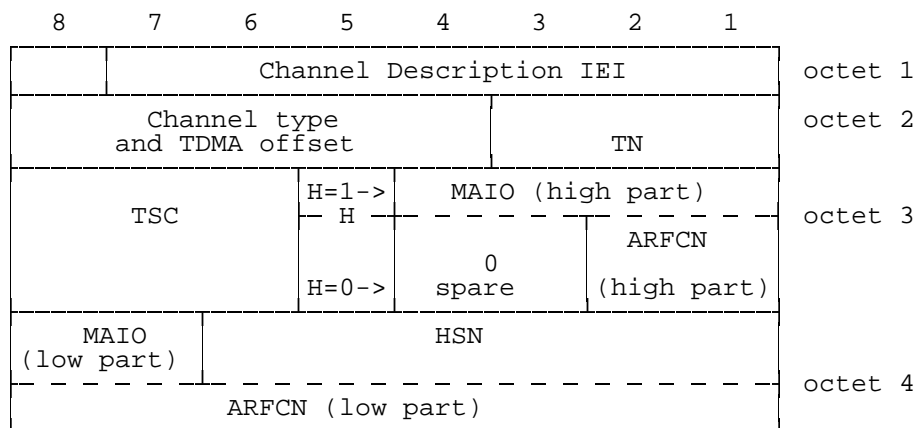 8 7 6 5 4 3 2 1
Channel Description IEI octet 1
Channel type octet 2
and TDMA offset TN
H=1-> MAIO (high part)
TSC H octet 3
ARFCN
0
H=0-> spare (high part)
MAIO HSN
(low part)
octet 4
ARFCN (low part)